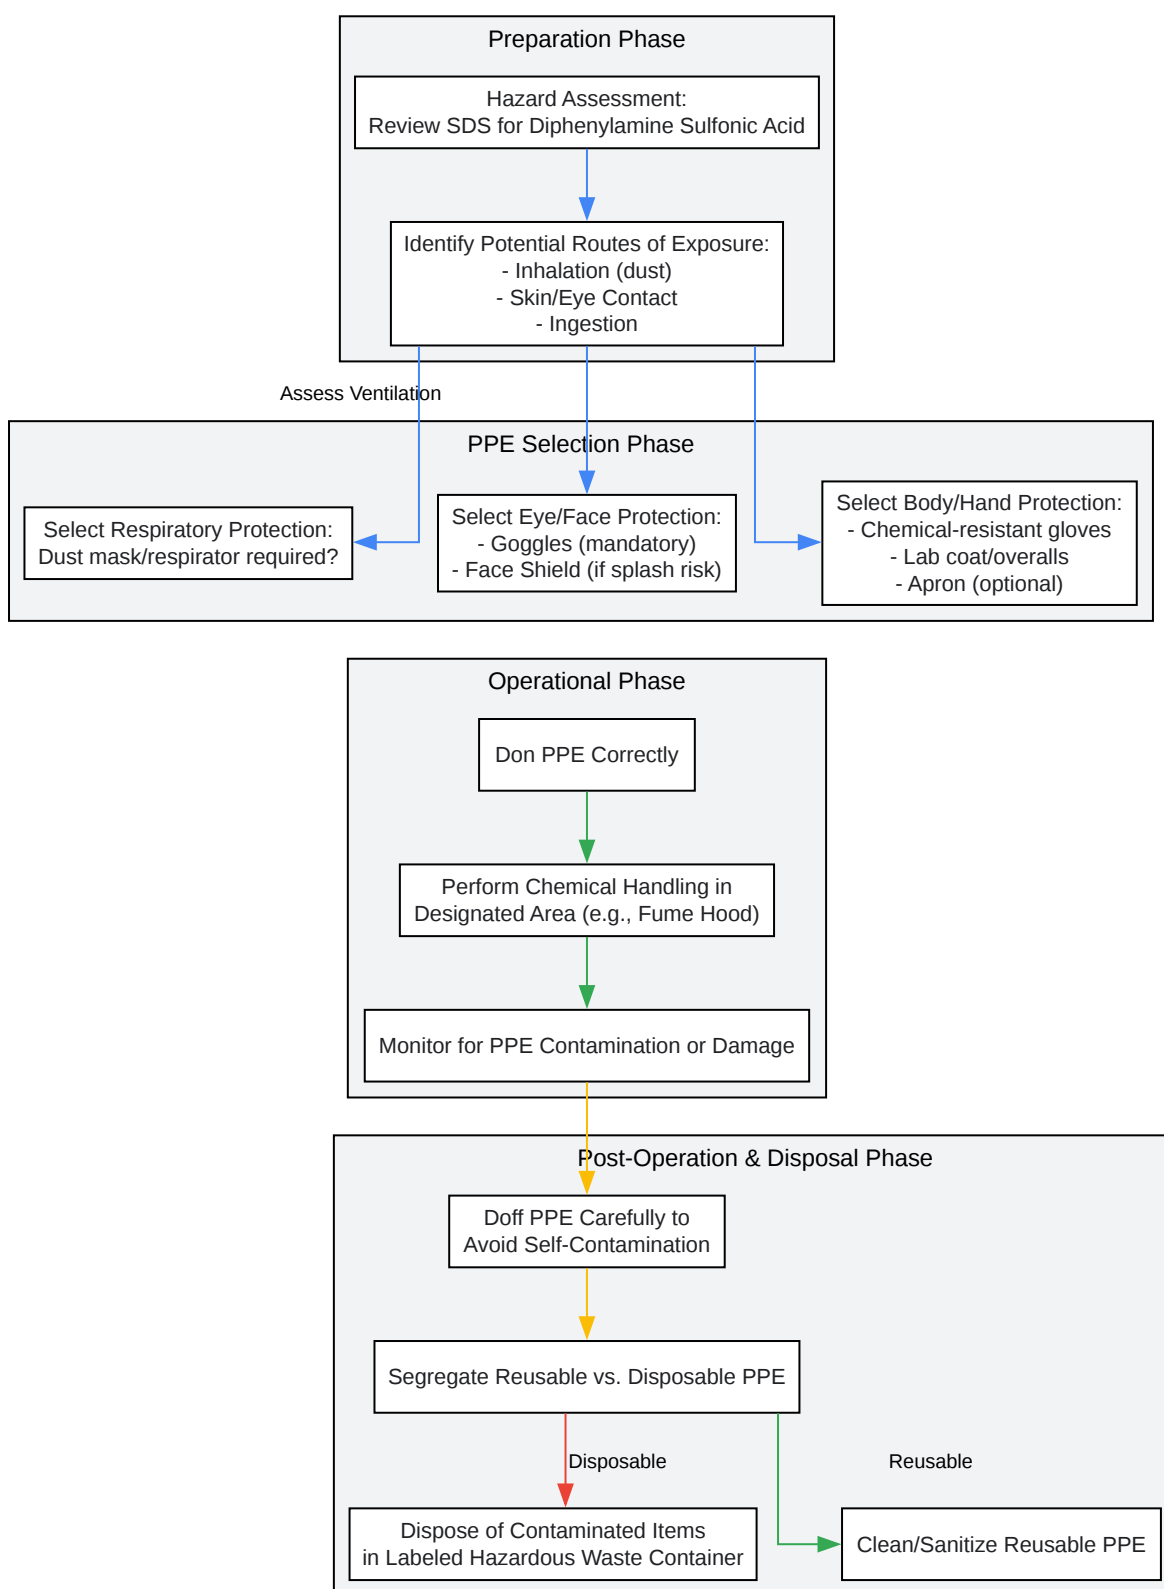 Preparation Phase
Hazard Assessment:
Review SDS for Diphenylamine Sulfonic Acid
Identify Potential Routes of Exposure:
- Inhalation (dust)
- Skin/Eye Contact
- Ingestion
Assess Ventilation
PPE Selection Phase
Select Respiratory Protection:
Dust mask/respirator required?
Select Eye/Face Protection:
- Goggles (mandatory)
- Face Shield (if splash risk)
Select Body/Hand Protection:
- Chemical-resistant gloves
- Lab coat/overalls
- Apron (optional)
Operational Phase
Don PPE Correctly
Perform Chemical Handling in
Designated Area (e.g., Fume Hood)
Monitor for PPE Contamination or Damage
Post-Operation & Disposal Phase
Doff PPE Carefully to
Avoid Self-Contamination
Segregate Reusable vs. Disposable PPE
Disposable
Reusable
Dispose of Contaminated Items
in Labeled Hazardous Waste Container
Clean/Sanitize Reusable PPE